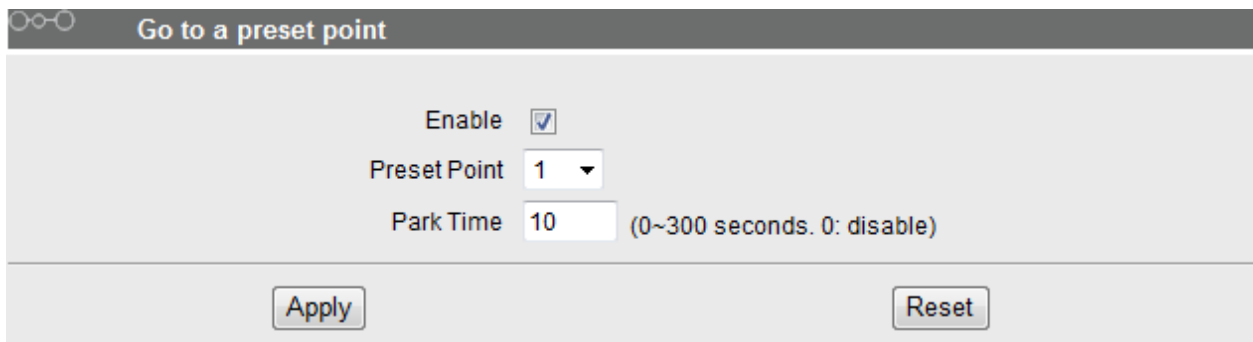 Go to a preset point
Enable
Preset Point 1
Park Time 10 (0~300 seconds. 0: disable)
Apply Reset